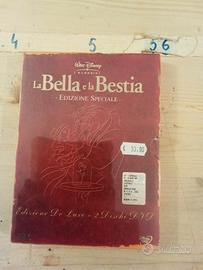 4
5
56
WALT DISNEY
I CLASSICI
La Bella e la Bestia
- EDIZIONE SPECIALE -
Edizione De Luxe - 2 Dischi DVD